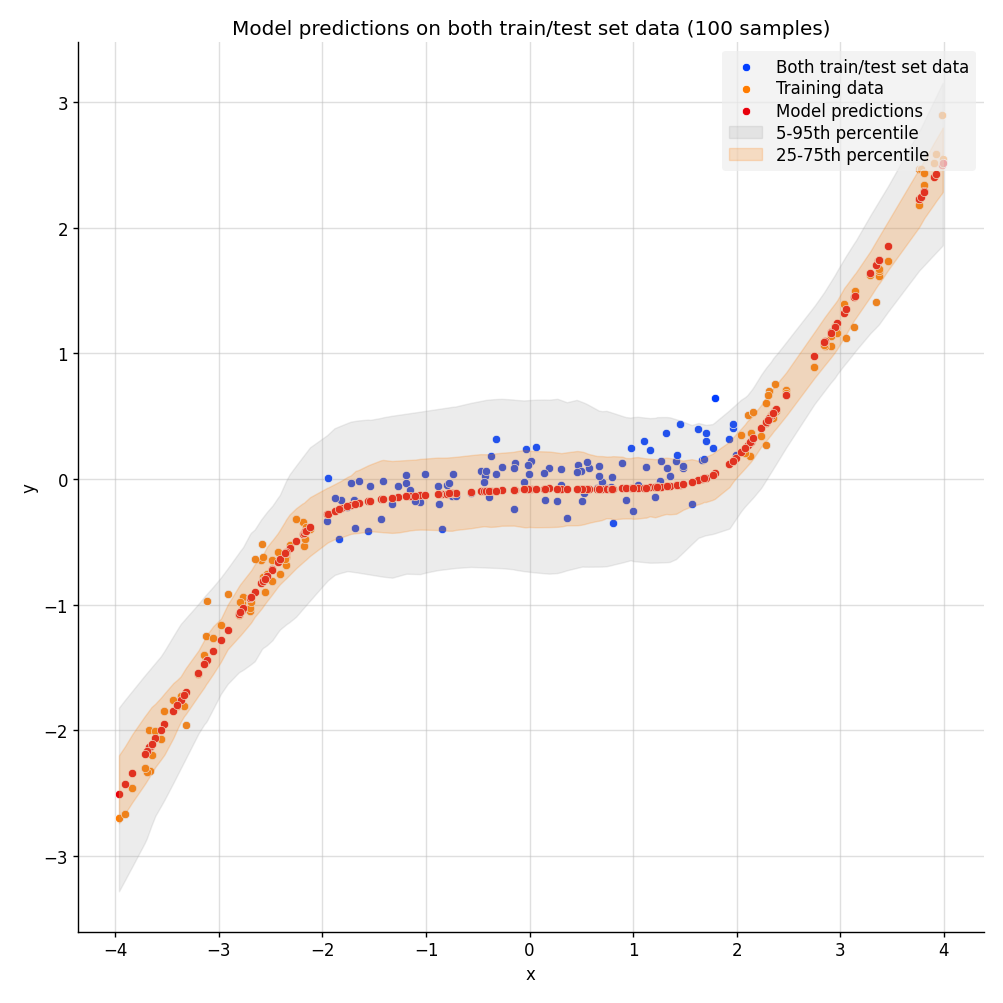 Model predictions on both train/test set data (100 samples)
Both train/test set data
Training data
Model predictions
5-95th percentile
25-75th percentile
3
2
1
0
−1
−2
−3
y
−4 −3 −2 −1 0 1 2 3 4
x